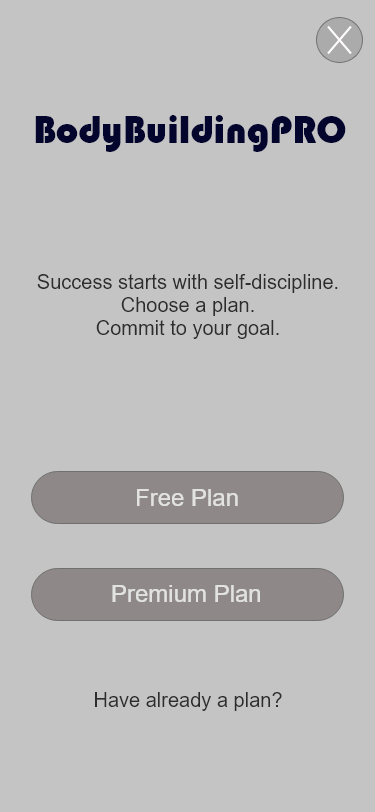 X
BodyBuildingPRO
Success starts with self-discipline.
Choose a plan.
Commit to your goal.
Free Plan
Premium Plan
Have already a plan?